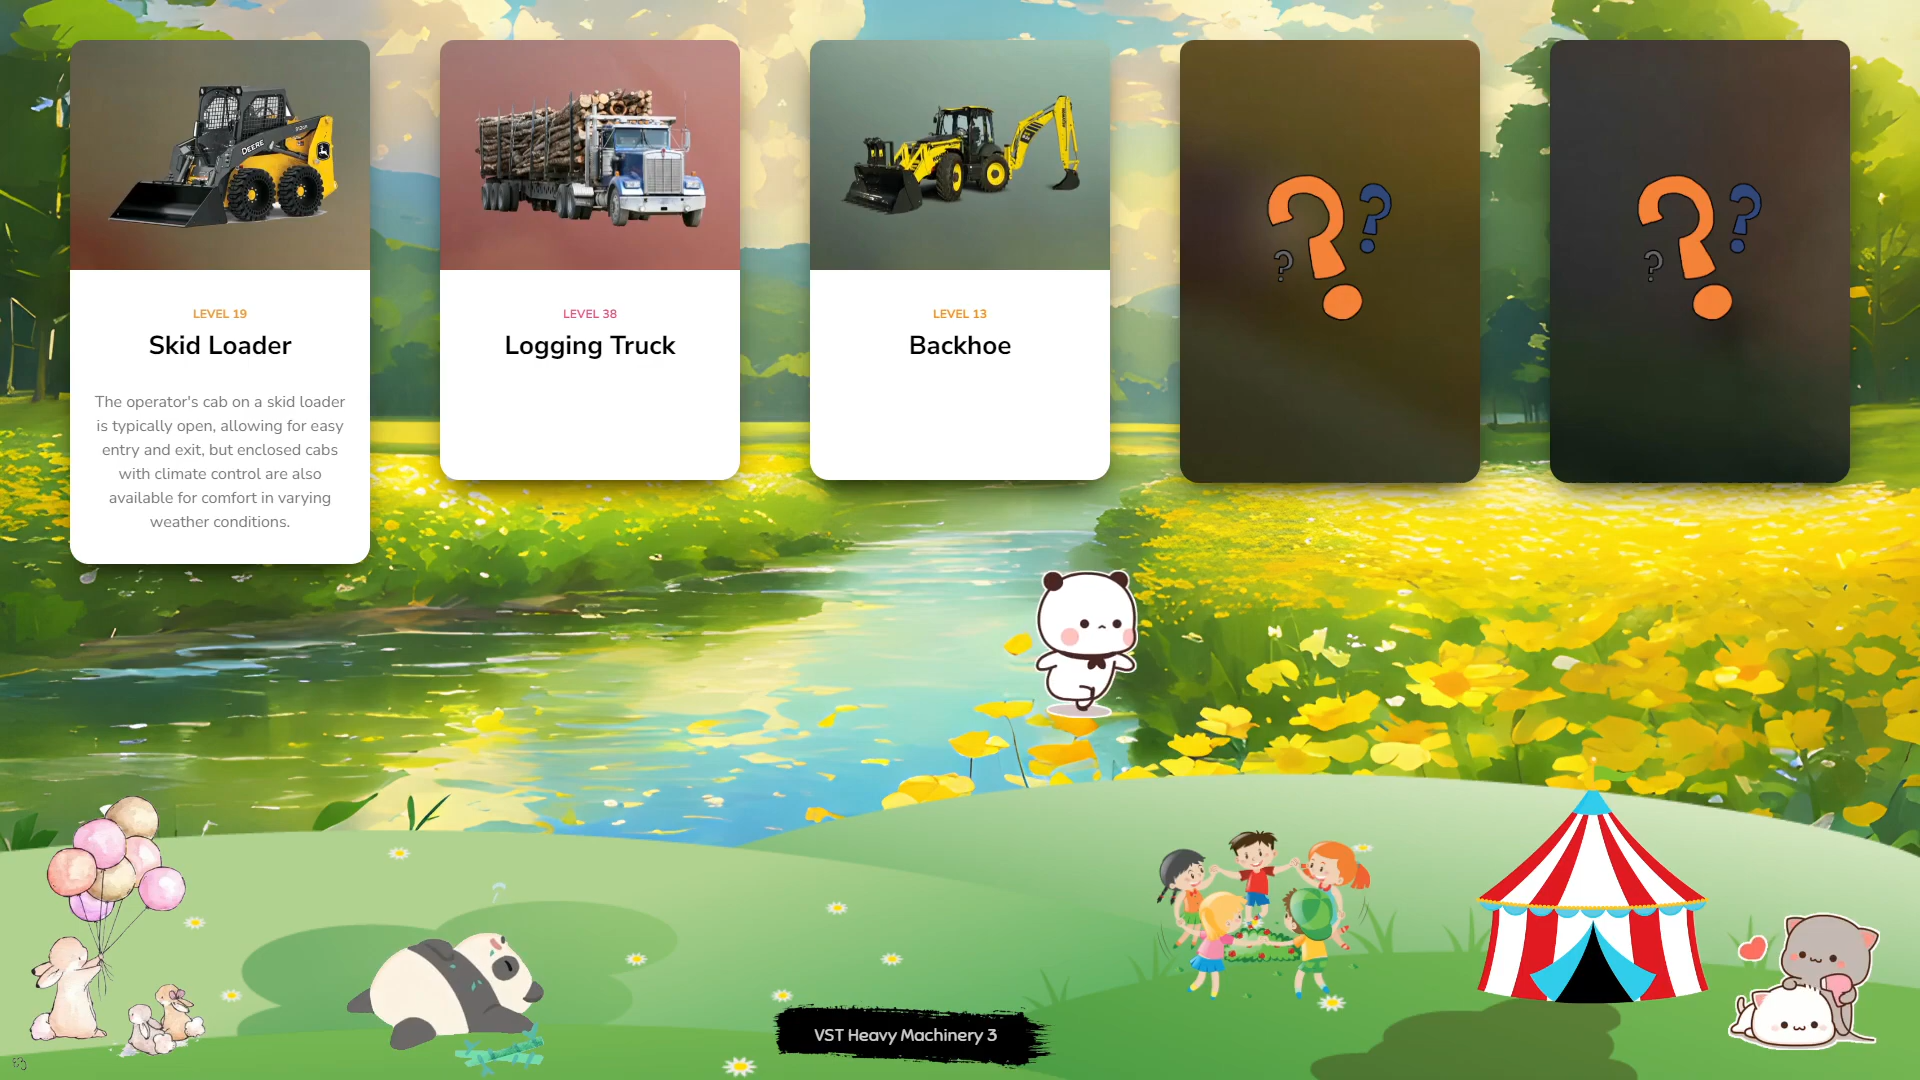 DEERE
LEVEL 19
Skid Loader
The operator's cab on a skid loader
is typically open, allowing for easy
entry and exit, but enclosed cabs
with climate control are also
available for comfort in varying
weather conditions.
LEVEL 38
Logging Truck
LEVEL 13
Backhoe
? ? ?
? ? ?
VST Heavy Machinery 3